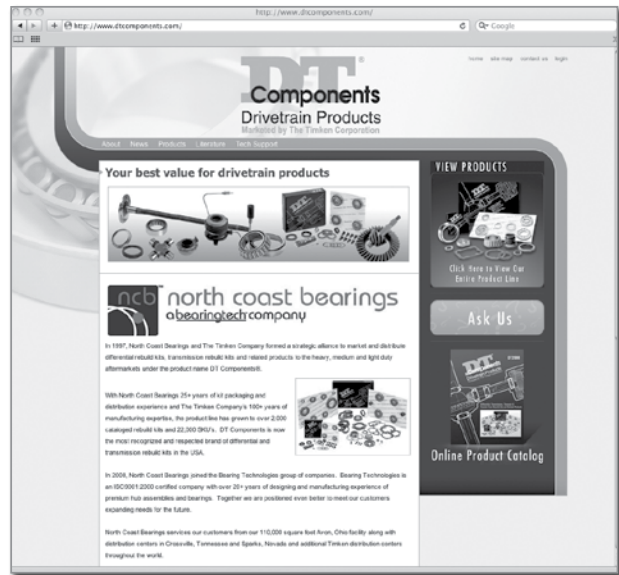 http://www.dtcomponents.com/
http://www.dtcomponents.com/
Google
home site map contact us login
DT®
Components
Drivetrain Products
Marketed by The Timken Corporation
About News Products Literature Tech Support
Your best value for drivetrain products
VIEW PRODUCTS
Click Here to View Our
Entire Product Line
ncb™ north coast bearings
a bearingtech company
Ask Us
In 1997, North Coast Bearings and The Timken Company formed a strategic alliance to market and distribute
differential rebuild kits, transmission rebuild kits and related products to the heavy, medium and light duty
aftermarkets under the product name DT Components®.
With North Coast Bearings 25+ years of kit packaging and
distribution experience and The Timken Company's 100+ years of
manufacturing expertise, the product line has grown to over 2,000
cataloged rebuild kits and 22,000 SKU's. DT Components is now
the most recognized and respected brand of differential and
transmission rebuild kits in the USA.
DT
Online Product Catalog
In 2006, North Coast Bearings joined the Bearing Technologies group of companies. Bearing Technologies is
an ISO9001:2000 certified company with over 20+ years of designing and manufacturing experience of
premium hub assemblies and bearings. Together we are positioned even better to meet our customers
expanding needs for the future.
North Coast Bearings services our customers from our 110,000 square foot Avon, Ohio facility along with
distribution centers in Crossville, Tennessee and Sparks, Nevada and additional Timken distribution centers
throughout the world.